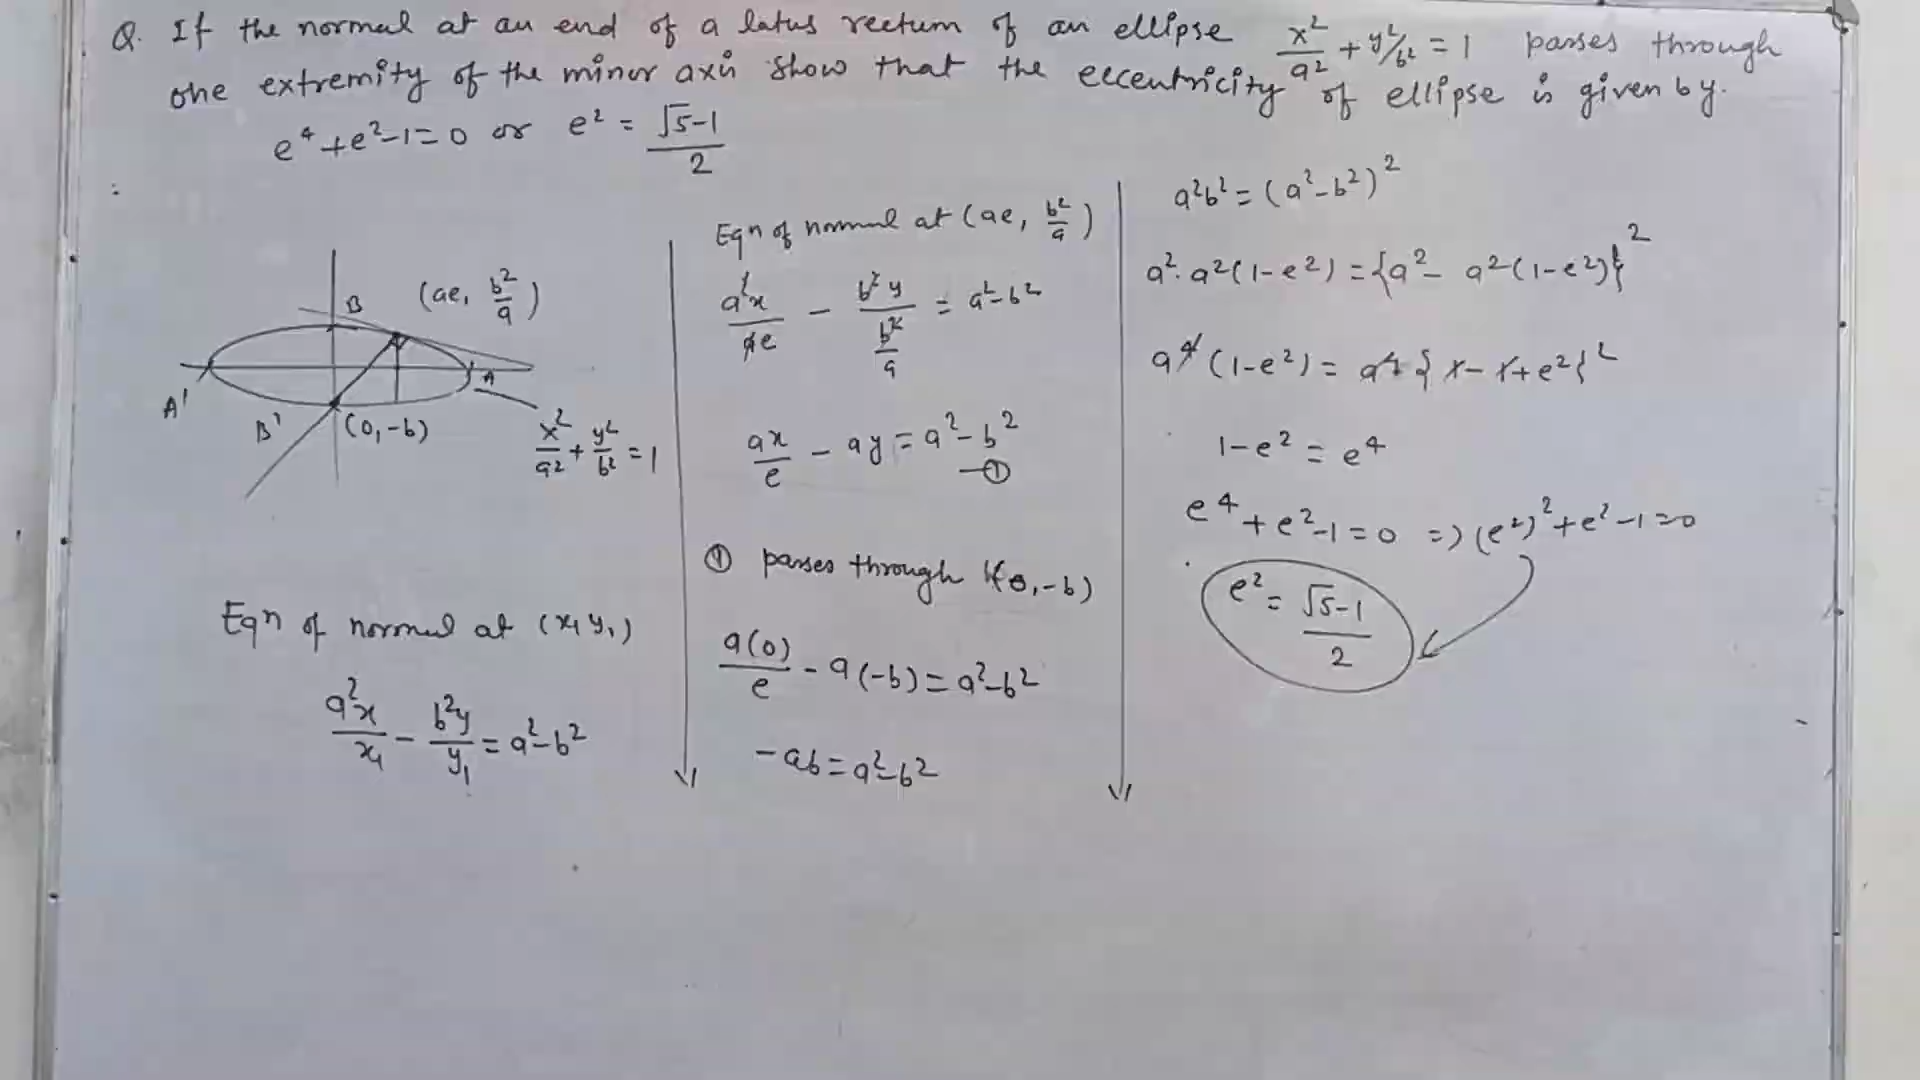 Q. If the normal at an end of a latus rectum of an ellipse x²/a² + y²/b² = 1 passes through
one extremity of the minor axis show that the eccentricity of ellipse is given by.
e⁴ + e² - 1 = 0 or e² = (√5-1)/2
B (ae, b²/a)
A' A
B' (0, -b)
x²/a² + y²/b² = 1
Eqn of normal at (x₁ y₁)
a²x/x₁ - b²y/y₁ = a² - b²
Eqn of normal at (ae, b²/a)
a²x/ae - b²y/(b²/a) = a² - b²
ax/e - ay = a² - b² —①
① passes through (0, -b)
a(0)/e - a(-b) = a² - b²
-ab = a² - b²
a²b² = (a² - b²)²
a².a²(1-e²) = {a² - a²(1-e²)}²
a⁴(1-e²) = a⁴{1 - 1 + e²}²
1 - e² = e⁴
e⁴ + e² - 1 = 0 => (e²)² + e² - 1 = 0
e² = (√5-1)/2